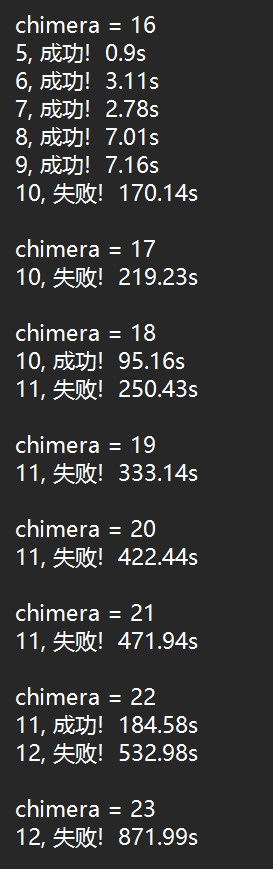 chimera = 16
5, 成功！0.9s
6, 成功！3.11s
7, 成功！2.78s
8, 成功！7.01s
9, 成功！7.16s
10, 失败！170.14s
chimera = 17
10, 失败！219.23s
chimera = 18
10, 成功！95.16s
11, 失败！250.43s
chimera = 19
11, 失败！333.14s
chimera = 20
11, 失败！422.44s
chimera = 21
11, 失败！471.94s
chimera = 22
11, 成功！184.58s
12, 失败！532.98s
chimera = 23
12, 失败！871.99s